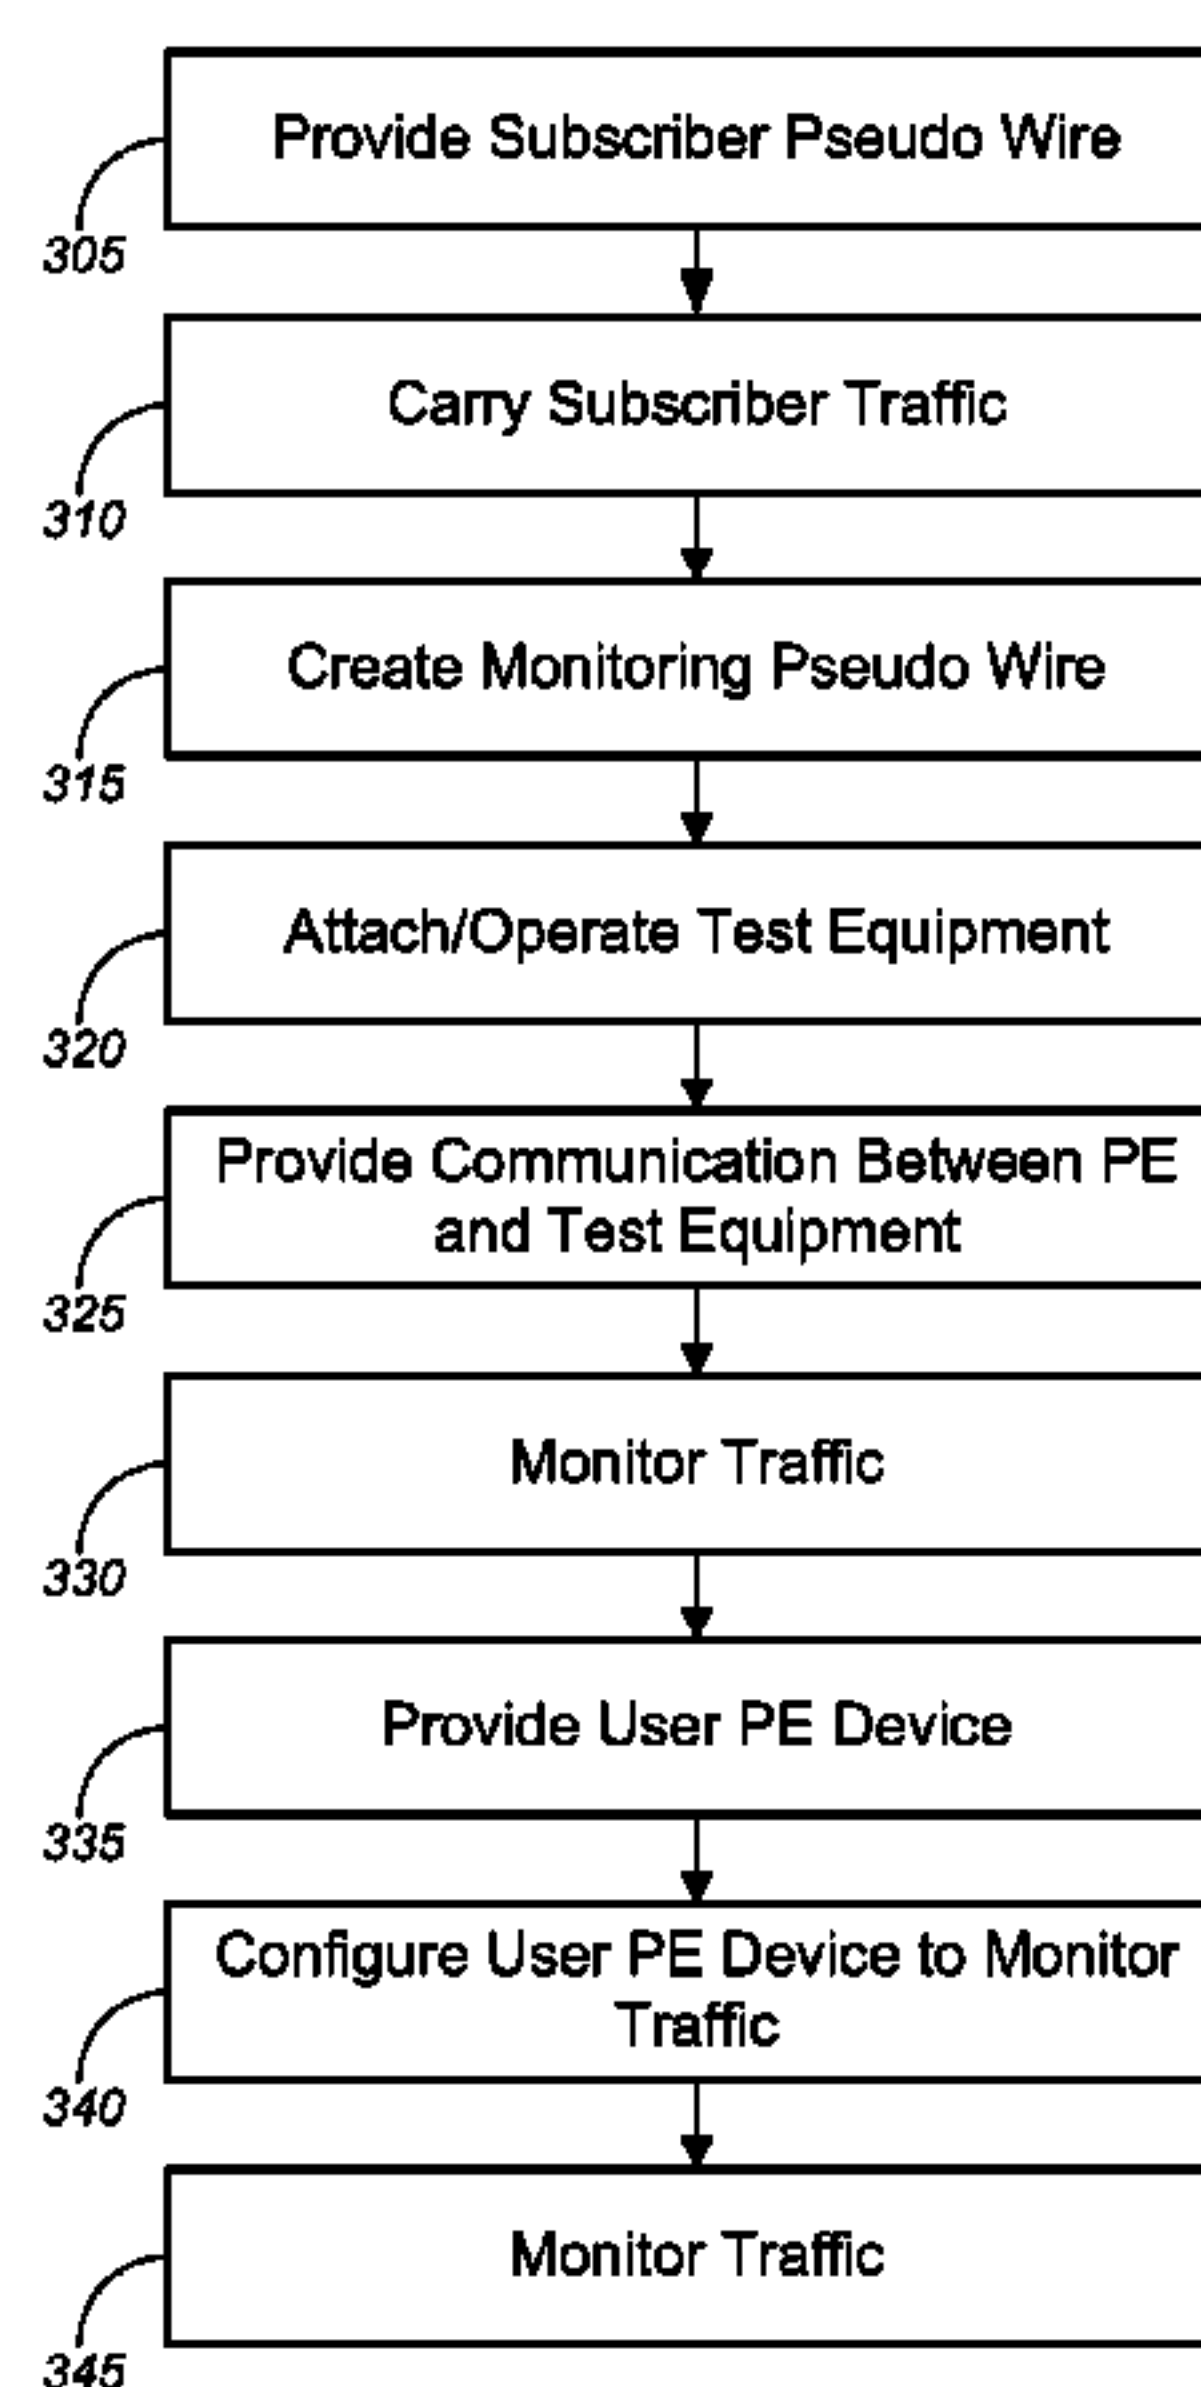 Provide Subscriber Pseudo Wire
305
Carry Subscriber Traffic
310
Create Monitoring Pseudo Wire
315
Attach/Operate Test Equipment
320
Provide Communication Between PE
and Test Equipment
325
Monitor Traffic
330
Provide User PE Device
335
Configure User PE Device to Monitor
Traffic
340
Monitor Traffic
345